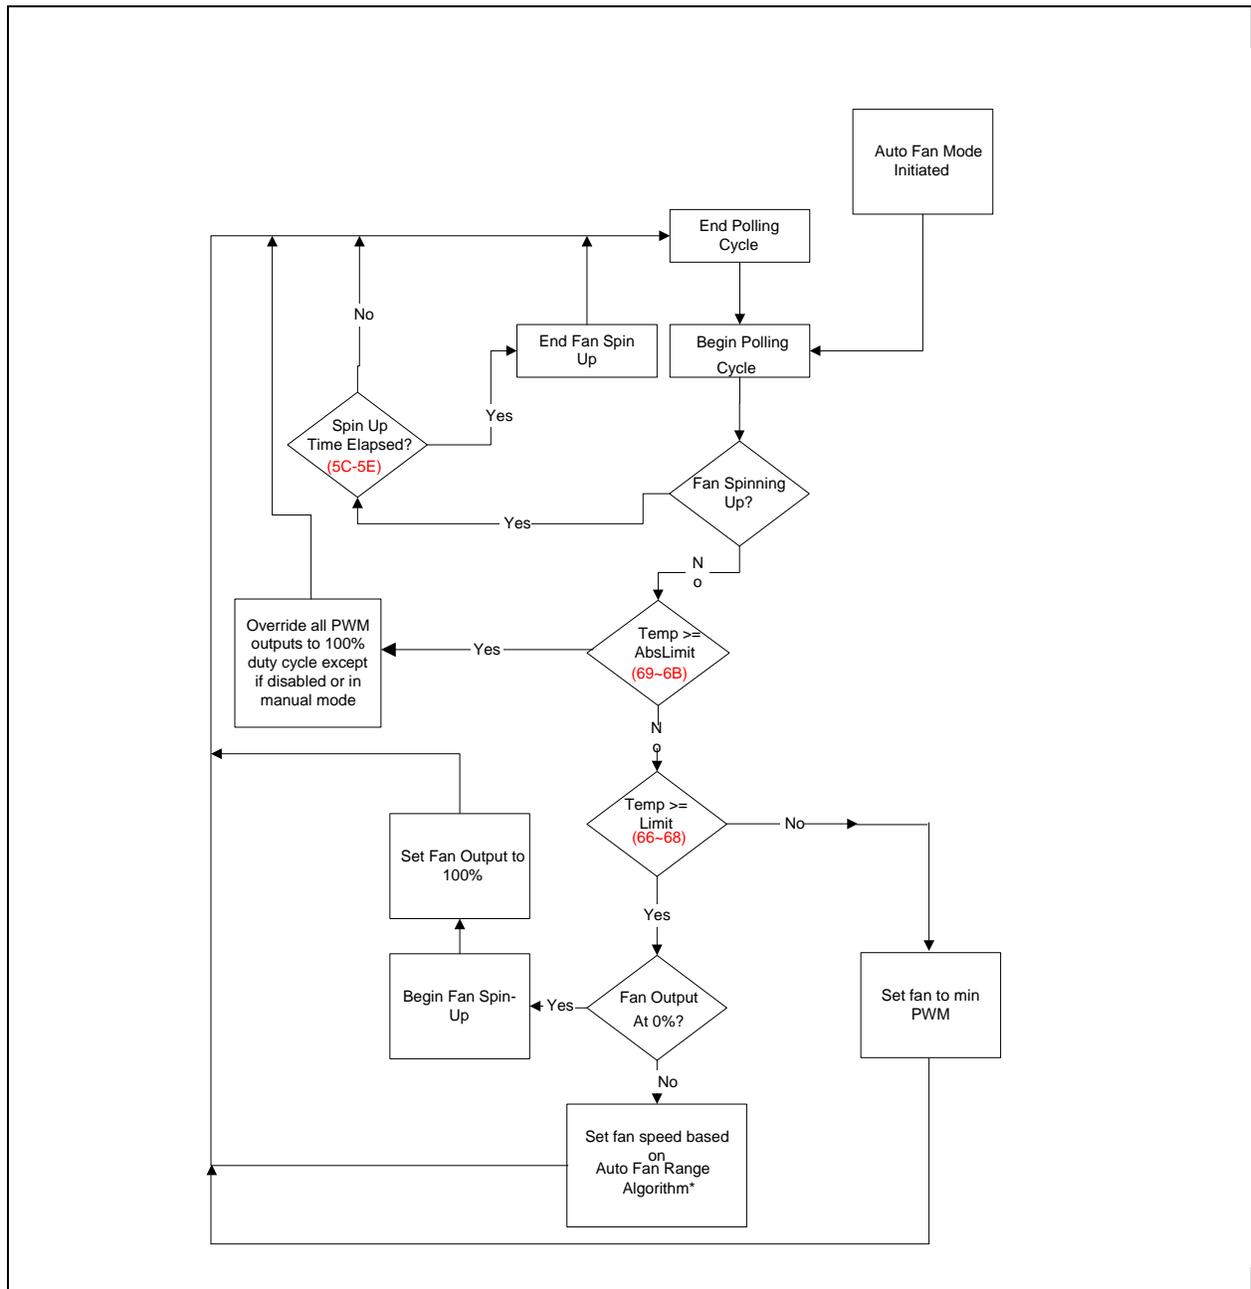 Auto Fan Mode
Initiated
End Polling
Cycle
No
End Fan Spin
Up
Begin Polling
Cycle
Yes
Spin Up
Time Elapsed?
(5C-5E)
Fan Spinning
Up?
Yes
N
o
Override all PWM
outputs to 100%
duty cycle except
if disabled or in
manual mode
Yes
Temp >=
AbsLimit
(69~6B)
N
o
Temp >=
Limit
(66~68)
No
Set Fan Output to
100%
Yes
Begin Fan Spin-
Up
Yes
Fan Output
At 0%?
Set fan to min
PWM
No
Set fan speed based
on
Auto Fan Range
Algorithm*